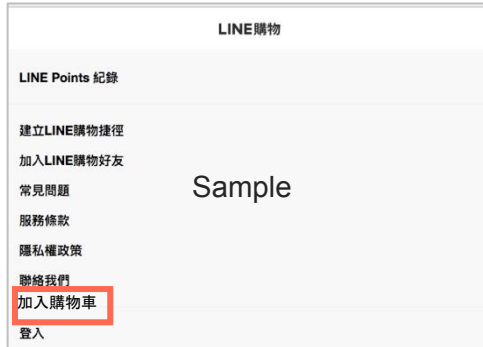 LINE購物
LINE Points 紀錄
建立LINE購物捷徑
加入LINE購物好友
常見問題
Sample
服務條款
隱私權政策
聯絡我們
加入購物車
登入